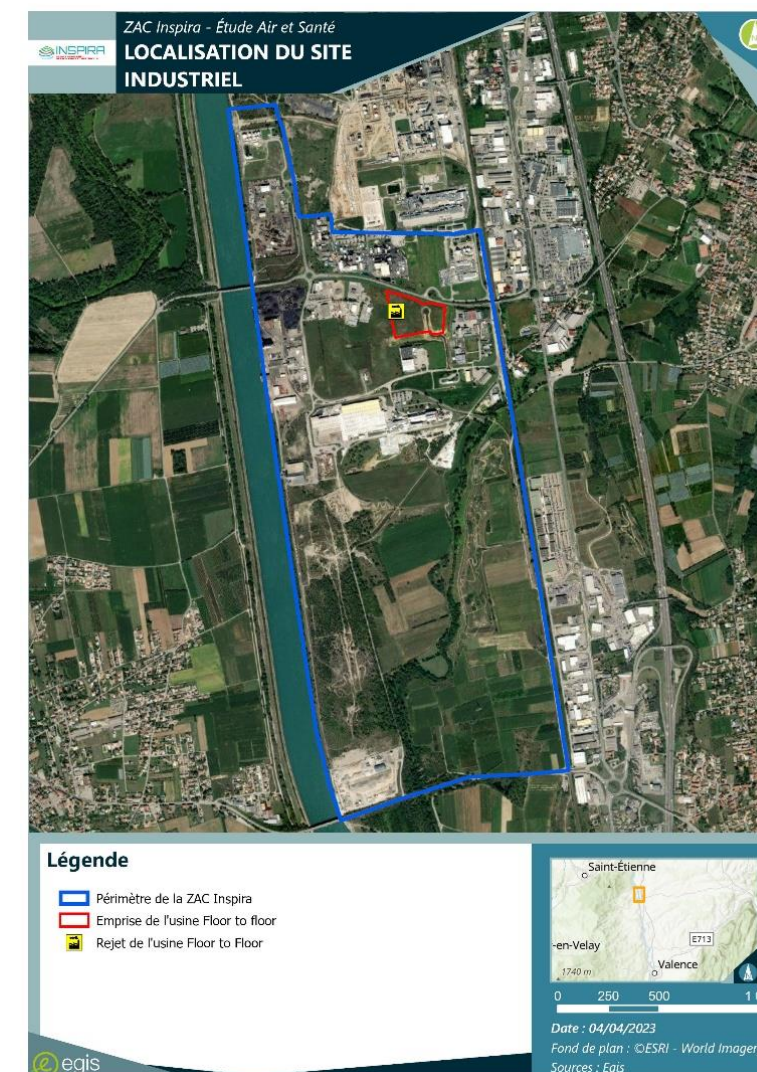 ZAC Inspira - Étude Air et Santé
INSPIRA
LOCALISATION DU SITE
INDUSTRIEL
Légende
Périmètre de la ZAC Inspira
Emprise de l'usine Floor to floor
Rejet de l'usine Floor to Floor
Saint-Étienne
-en-Velay
E713
1740 m
Valence
0 250 500
Date : 04/04/2023
Fond de plan : ©ESRI - World Imager
Sources : Egis
egis